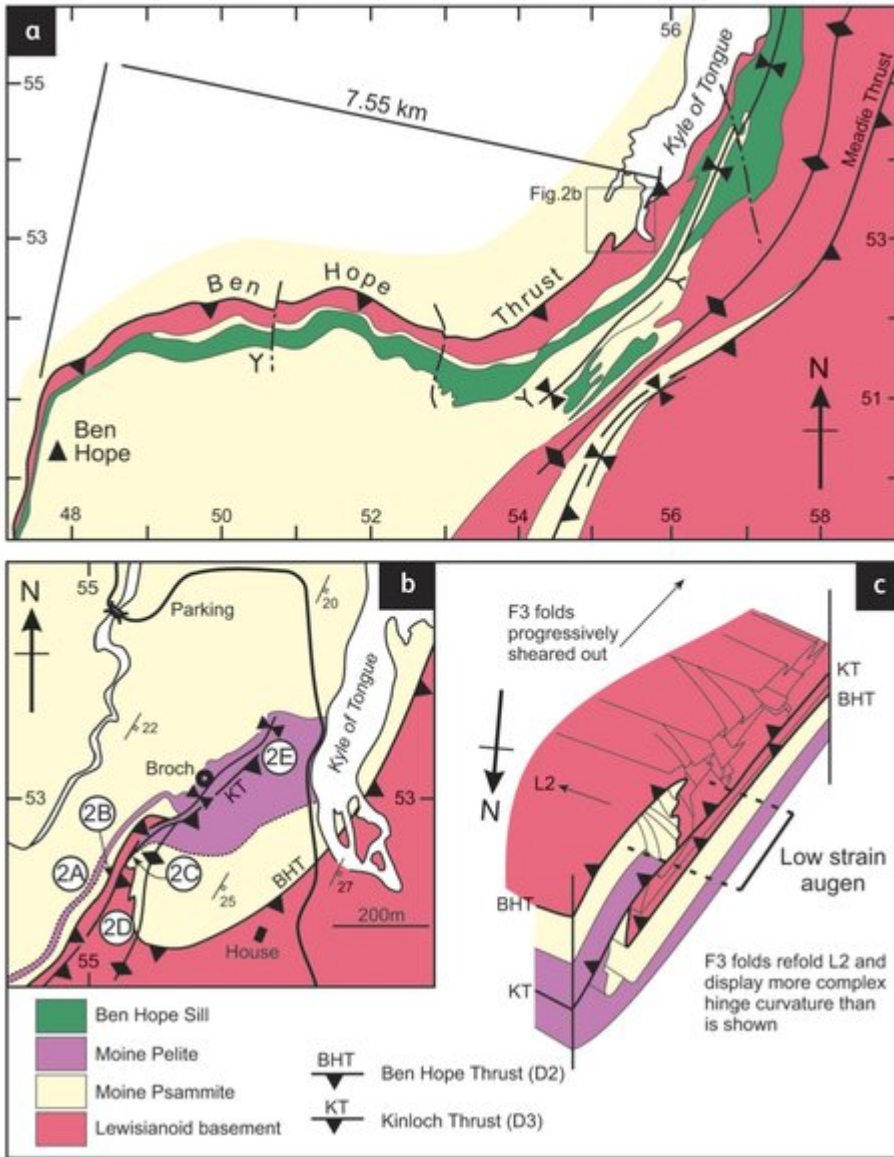 a
56
55
7.55 km
Kyle of Tongue
Meadie Thrust
Fig.2b
53
53
Ben Hope Thrust
Y
Y
Y
N
51
51
Ben
Hope
48
50
52
54
56
58
b
N
55
Parking
20
22
Kyle of Tongue
Broch
2E
KT
53
53
2B
2A
2C
BHT
27
25
2D
200m
House
55
c
F3 folds
progressively
sheared out
KT
BHT
L2
N
Low strain
augen
BHT
KT
F3 folds refold L2 and
display more complex
hinge curvature than
is shown
Ben Hope Sill
Moine Pelite
Moine Psammite
Lewisianoid basement
BHT
Ben Hope Thrust (D2)
KT
Kinloch Thrust (D3)